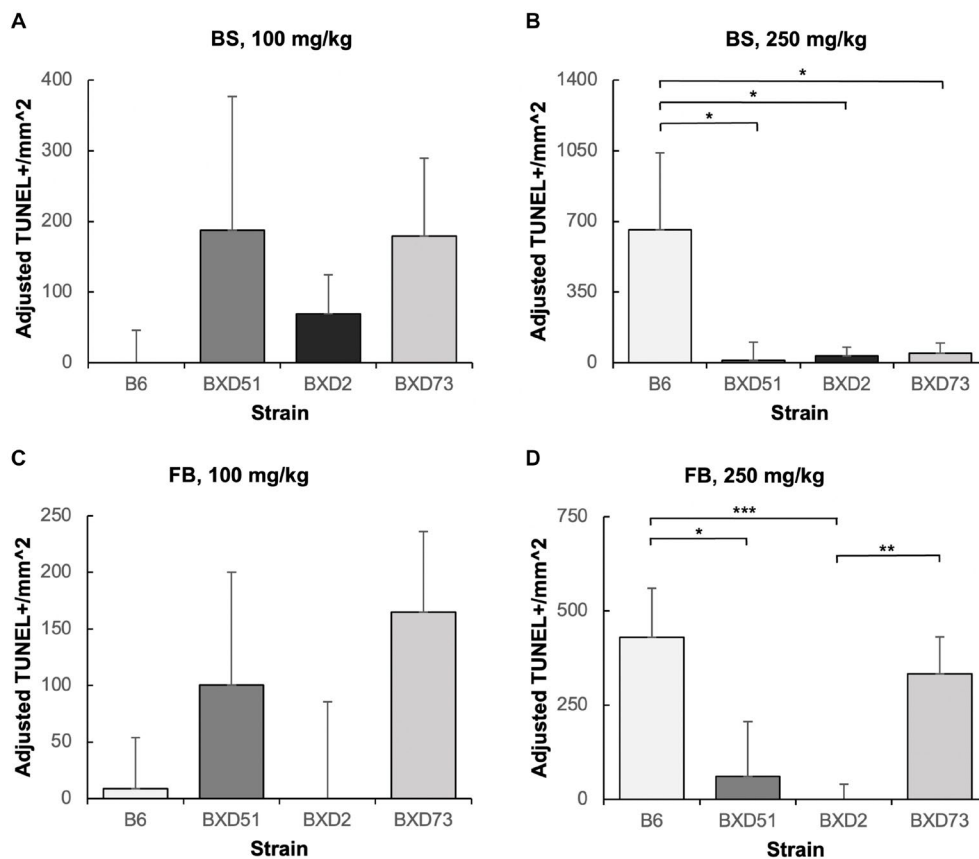 A
BS, 100 mg/kg
Adjusted TUNEL+/mm^2
400
300
200
100
0
B6 BXD51 BXD2 BXD73
Strain
B
BS, 250 mg/kg
Adjusted TUNEL+/mm^2
1400
1050
700
350
0
*
*
*
B6 BXD51 BXD2 BXD73
Strain
C
FB, 100 mg/kg
Adjusted TUNEL+/mm^2
250
200
150
100
50
0
B6 BXD51 BXD2 BXD73
Strain
D
FB, 250 mg/kg
Adjusted TUNEL+/mm^2
750
500
250
0
***
*
**
B6 BXD51 BXD2 BXD73
Strain